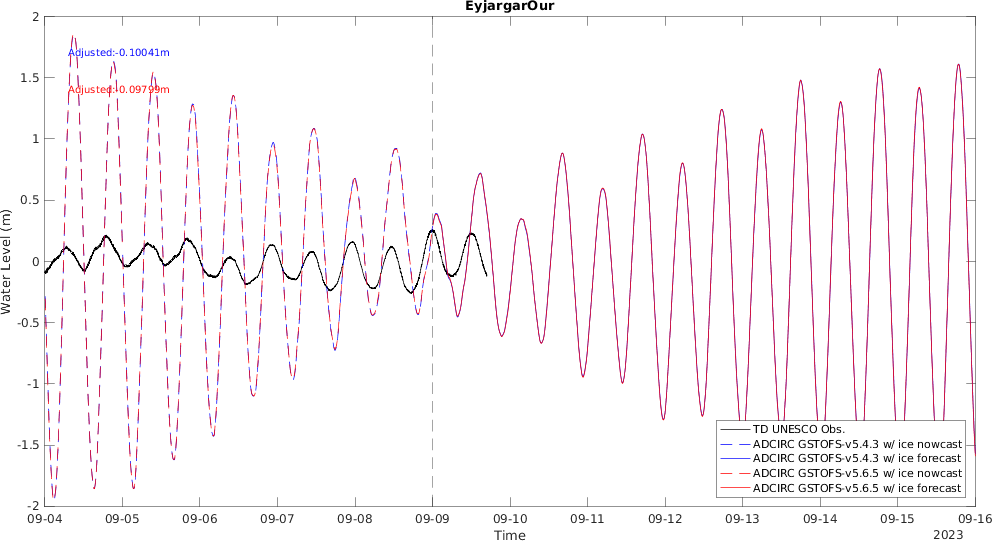 EyjargarOur
Adjusted:-0.10041m
Adjusted:-0.09799m
2
1.5
1
0.5
0
-0.5
-1
-1.5
-2
Water Level (m)
TD UNESCO Obs.
ADCIRC GSTOFS-v5.4.3 w/ ice nowcast
ADCIRC GSTOFS-v5.4.3 w/ ice forecast
ADCIRC GSTOFS-v5.6.5 w/ ice nowcast
ADCIRC GSTOFS-v5.6.5 w/ ice forecast
09-04 09-05 09-06 09-07 09-08 09-09 09-10 09-11 09-12 09-13 09-14 09-15 09-16
Time
2023